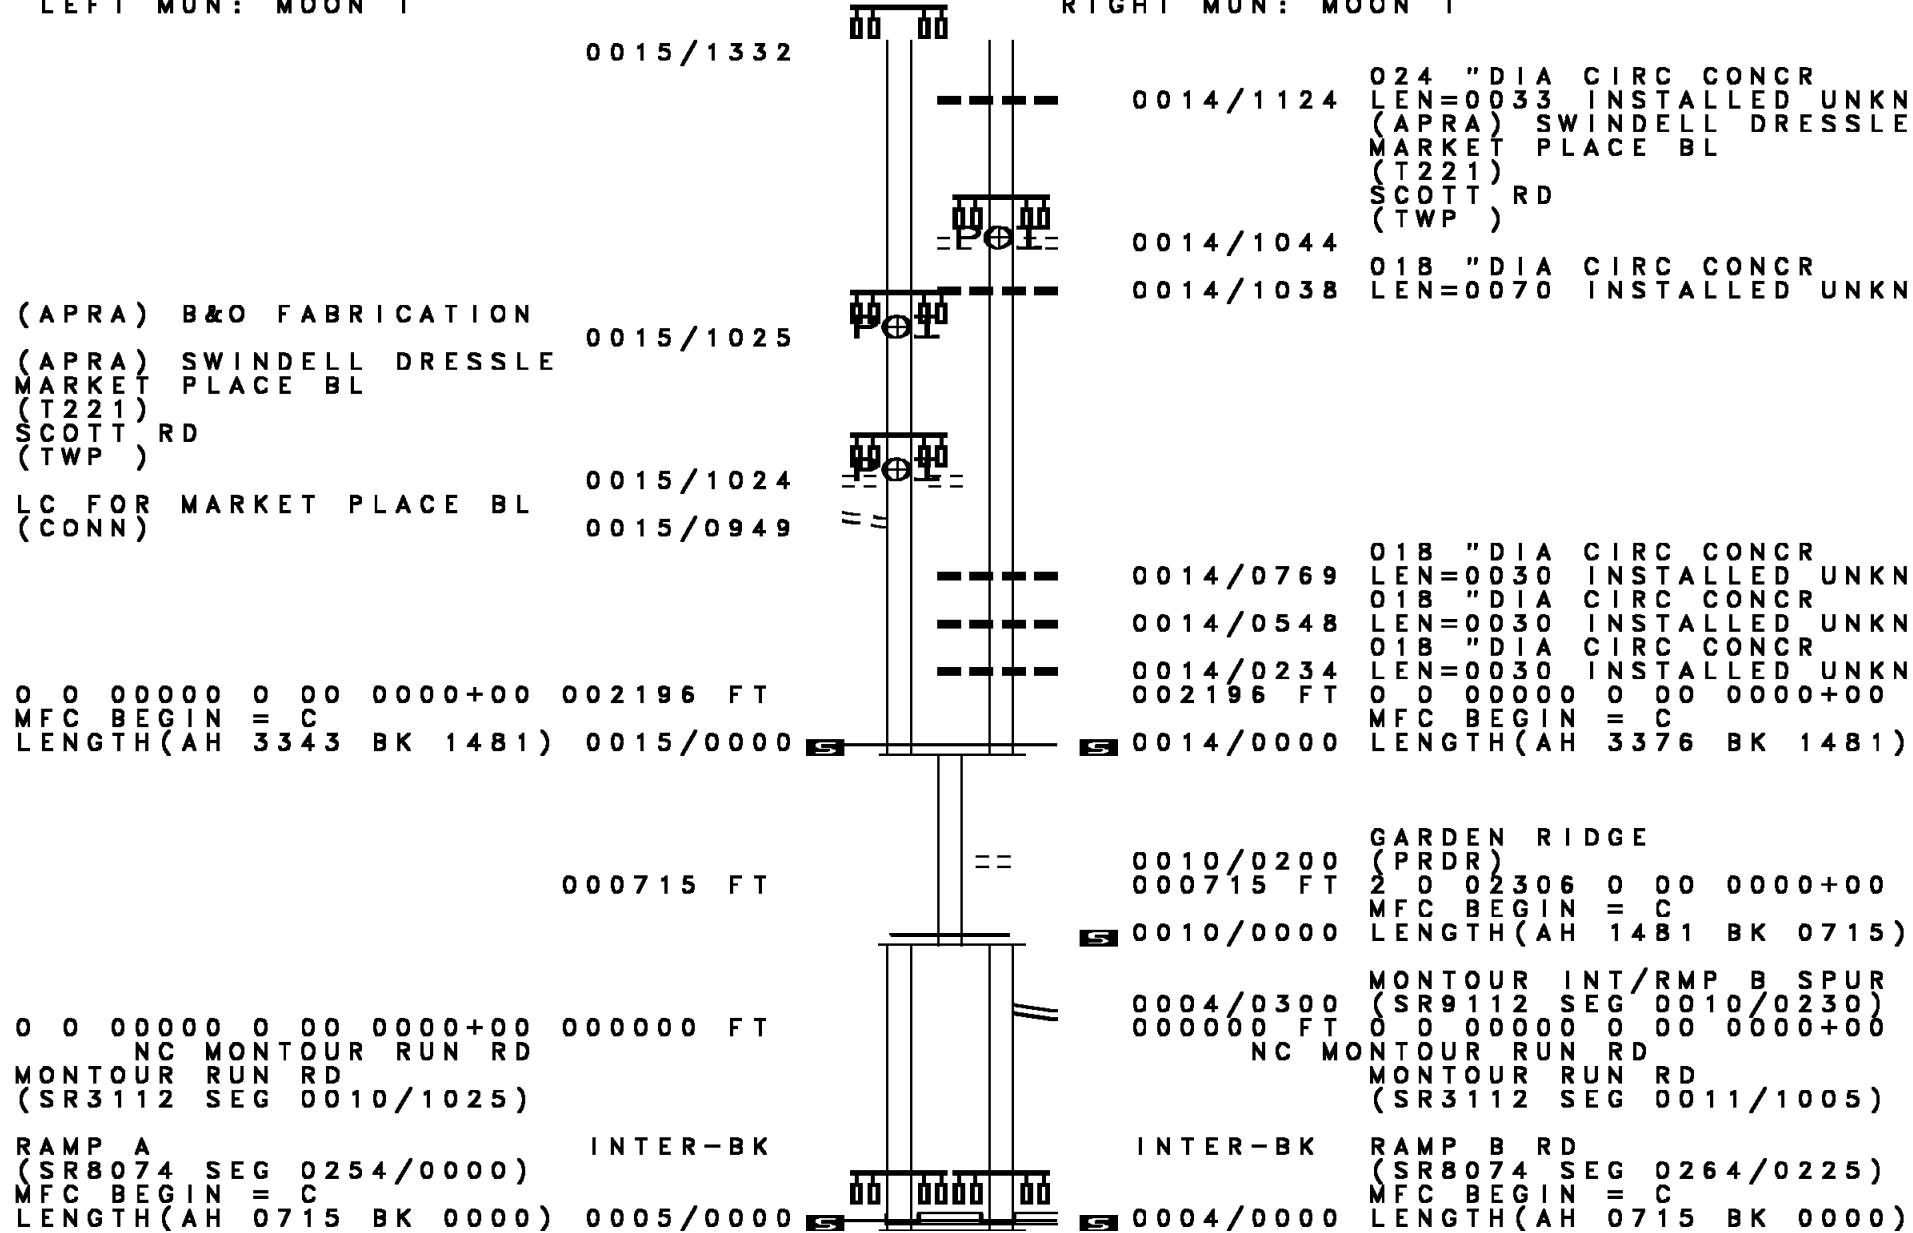 LEFT MUN: MOON T
RIGHT MUN: MOON T
0015/1332
024 "DIA CIRC CONCR
0014/1124 LEN=0033 INSTALLED UNKN
(APRA) SWINDELL DRESSLE
MARKET PLACE BL
(T221)
SCOTT RD
(TWP )
POT
0014/1044
018 "DIA CIRC CONCR
0014/1038 LEN=0070 INSTALLED UNKN
(APRA) B&O FABRICATION
POT
0015/1025
(APRA) SWINDELL DRESSLE
MARKET PLACE BL
(T221)
SCOTT RD
(TWP )
POT
0015/1024
LC FOR MARKET PLACE BL
(CONN) 0015/0949
018 "DIA CIRC CONCR
0014/0769 LEN=0030 INSTALLED UNKN
018 "DIA CIRC CONCR
0014/0548 LEN=0030 INSTALLED UNKN
018 "DIA CIRC CONCR
0014/0234 LEN=0030 INSTALLED UNKN
0 0 00000 0 00 0000+00 002196 FT
002196 FT 0 0 00000 0 00 0000+00
MFC BEGIN = C
MFC BEGIN = C
LENGTH(AH 3343 BK 1481) 0015/0000 S
S 0014/0000 LENGTH(AH 3376 BK 1481)
GARDEN RIDGE
0010/0200 (PRDR)
000715 FT
000715 FT 2 0 02306 0 00 0000+00
MFC BEGIN = C
S 0010/0000 LENGTH(AH 1481 BK 0715)
MONTOUR INT/RMP B SPUR
0004/0300 (SR9112 SEG 0010/0230)
0 0 00000 0 00 0000+00 000000 FT
000000 FT 0 0 00000 0 00 0000+00
NC MONTOUR RUN RD
NC MONTOUR RUN RD
MONTOUR RUN RD
MONTOUR RUN RD
(SR3112 SEG 0010/1025)
(SR3112 SEG 0011/1005)
RAMP A INTER-BK
INTER-BK RAMP B RD
(SR8074 SEG 0254/0000)
(SR8074 SEG 0264/0225)
MFC BEGIN = C
MFC BEGIN = C
LENGTH(AH 0715 BK 0000) 0005/0000 S
S 0004/0000 LENGTH(AH 0715 BK 0000)